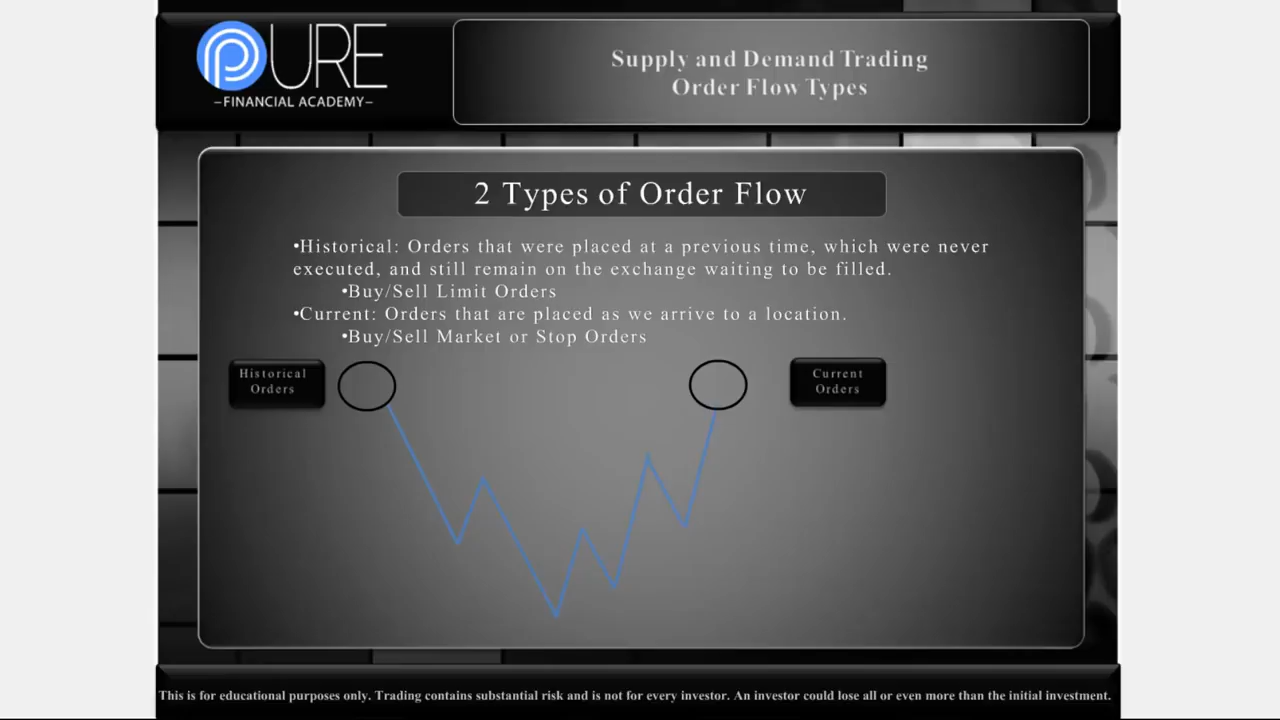 PURE
–FINANCIAL ACADEMY–
Supply and Demand Trading
Order Flow Types
2 Types of Order Flow
•Historical: Orders that were placed at a previous time, which were never
executed, and still remain on the exchange waiting to be filled.
•Buy/Sell Limit Orders
•Current: Orders that are placed as we arrive to a location.
•Buy/Sell Market or Stop Orders
Historical
Orders
Current
Orders
This is for educational purposes only. Trading contains substantial risk and is not for every investor. An investor could lose all or even more than the initial investment.